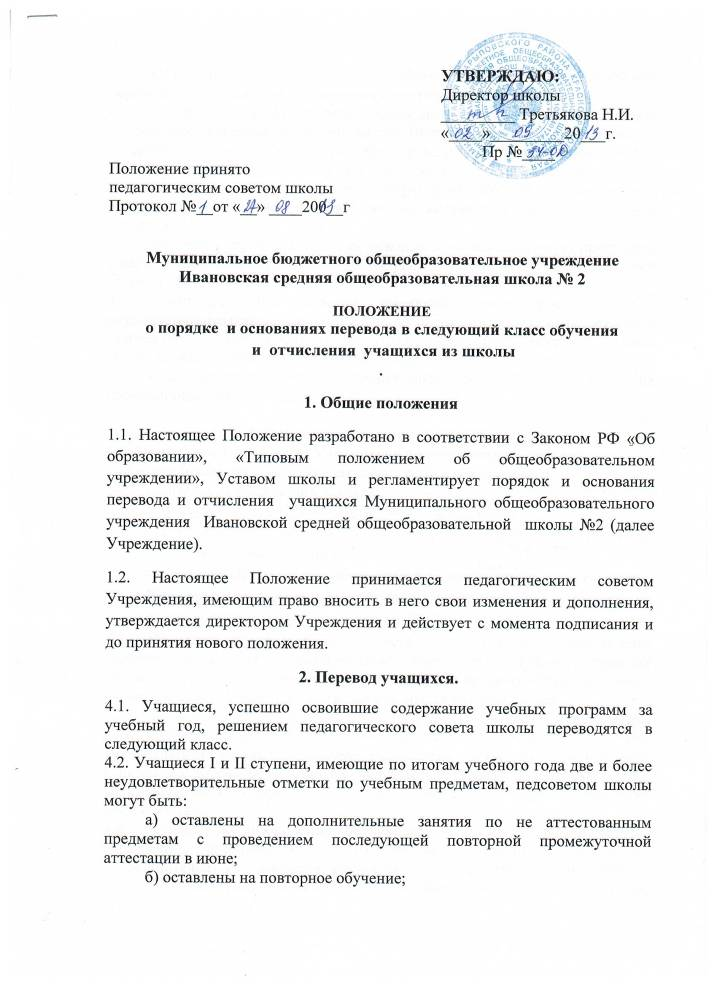 УТВЕРЖДАЮ:
Директор школы
_________ Третьякова Н.И.
« 02 » 09 2013 г.
Пр №
Положение принято
педагогическим советом школы
Протокол № 1 от « » 08 г
Муниципальное бюджетного общеобразовательное учреждение
Ивановская средняя общеобразовательная школа № 2
ПОЛОЖЕНИЕ
о порядке и основаниях перевода в следующий класс обучения
и отчисления учащихся из школы
.
1. Общие положения
1.1. Настоящее Положение разработано в соответствии с Законом РФ «Об
образовании», «Типовым положением об общеобразовательном
учреждении», Уставом школы и регламентирует порядок и основания
перевода и отчисления учащихся Муниципального общеобразовательного
учреждения Ивановской средней общеобразовательной школы №2 (далее
Учреждение).
1.2. Настоящее Положение принимается педагогическим советом
Учреждения, имеющим право вносить в него свои изменения и дополнения,
утверждается директором Учреждения и действует с момента подписания и
до принятия нового положения.
2. Перевод учащихся.
4.1. Учащиеся, успешно освоившие содержание учебных программ за
учебный год, решением педагогического совета школы переводятся в
следующий класс.
4.2. Учащиеся I и II ступени, имеющие по итогам учебного года две и более
неудовлетворительные отметки по учебным предметам, педсоветом школы
могут быть:
а) оставлены на дополнительные занятия по не аттестованным
предметам с проведением последующей повторной промежуточной
аттестации в июне;
б) оставлены на повторное обучение;